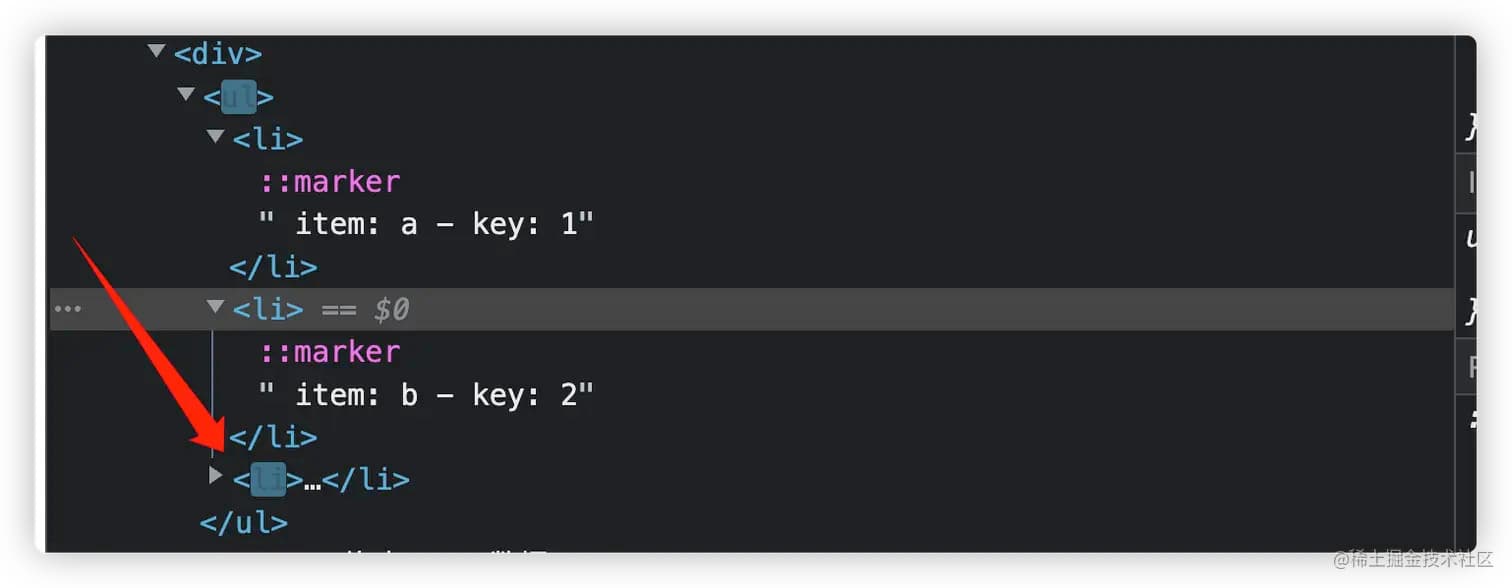 <div>
<ul>
<li>
::marker
" item: a – key: 1"
</li>
<li> == $0
::marker
" item: b – key: 2"
</li>
<li>…</li>
</ul>
@稀土掘金技术社区